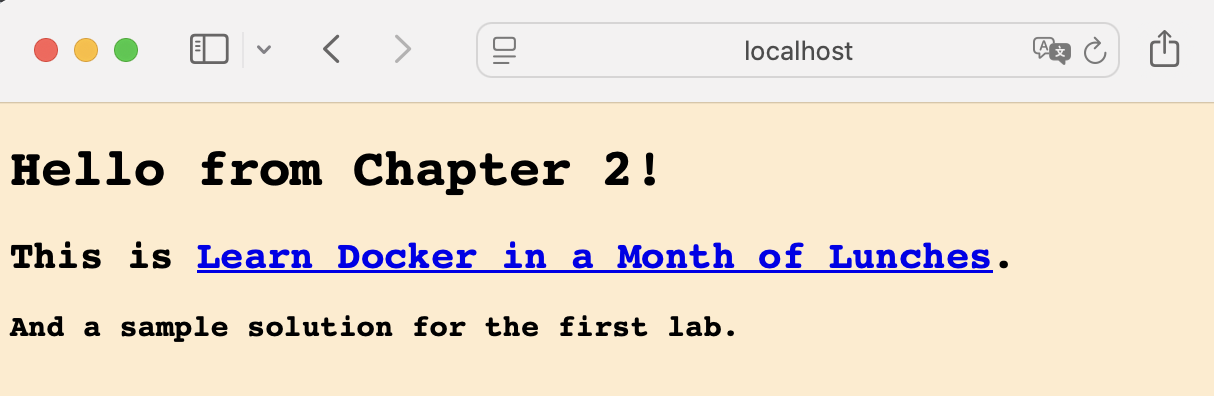 localhost
Hello from Chapter 2!
This is Learn Docker in a Month of Lunches.
And a sample solution for the first lab.